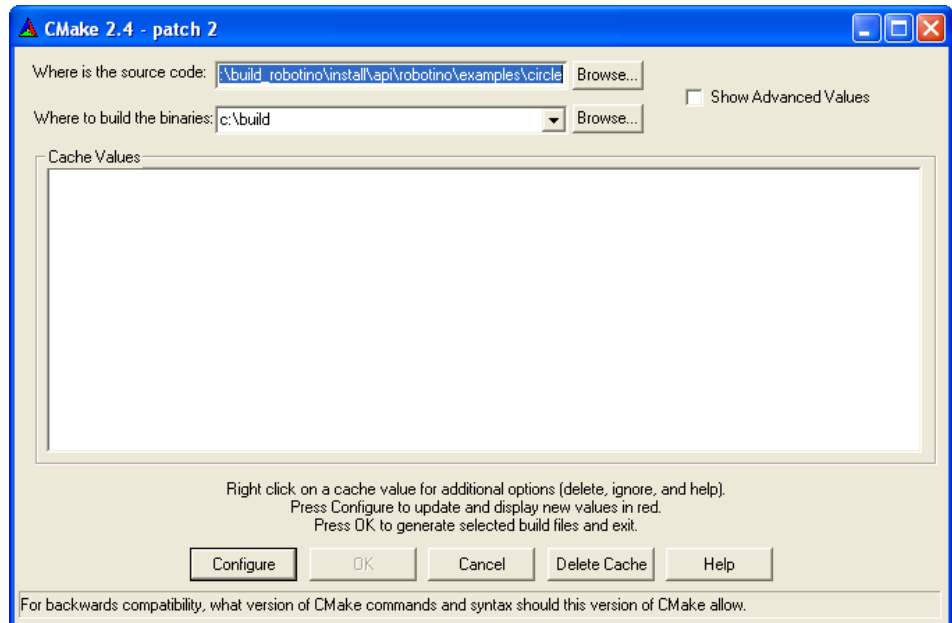 CMake 2.4 - patch 2
Where is the source code: :\build_robotino\install\api\robotino\examples\circle Browse...
Show Advanced Values
Where to build the binaries: c:\build Browse...
Cache Values
Right click on a cache value for additional options (delete, ignore, and help).
Press Configure to update and display new values in red.
Press OK to generate selected build files and exit.
Configure OK Cancel Delete Cache Help
For backwards compatibility, what version of CMake commands and syntax should this version of CMake allow.